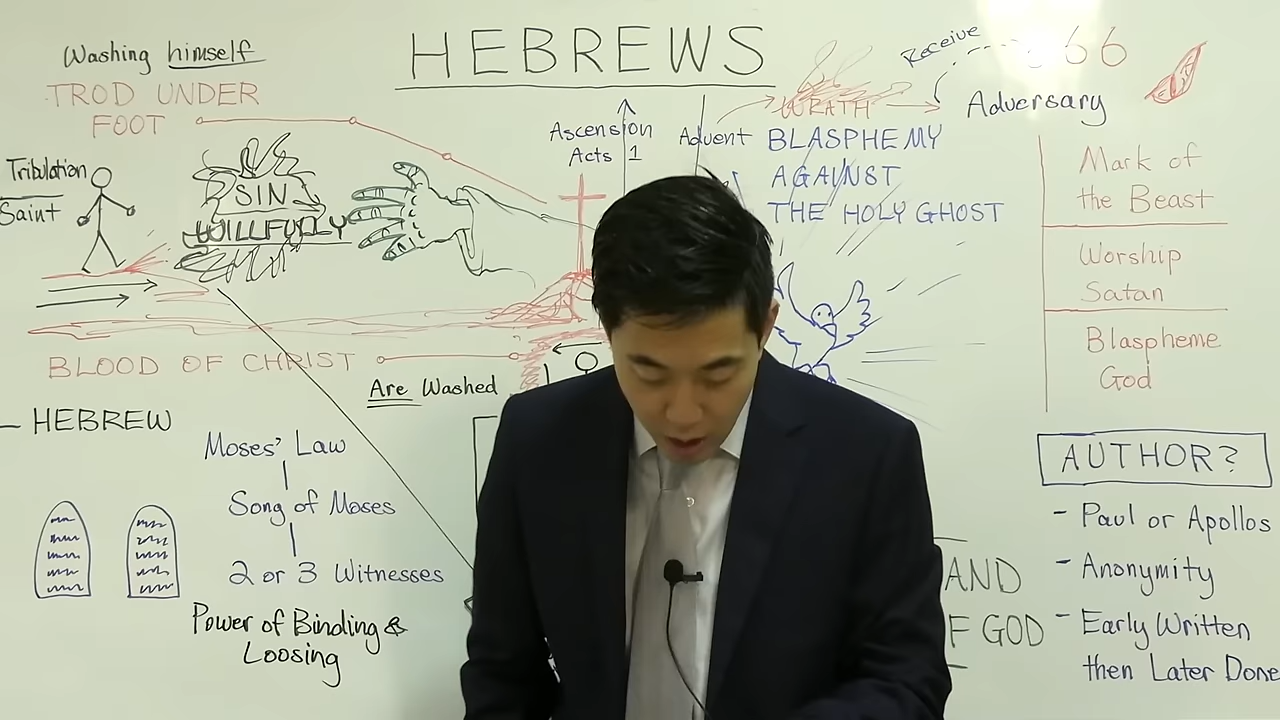 HEBREWS
Washing himself
TROD UNDER
FOOT
Tribulation
Saint
SIN
WILLFULLY
BLOOD OF CHRIST
Are Washed
Ascension
Acts 1
Advent
WRATH
Receive
66
Adversary
BLASPHEMY
AGAINST
THE HOLY GHOST
Mark of
the Beast
Worship
Satan
Blaspheme
God
- HEBREW
Moses' Law
Song of Moses
2 or 3 Witnesses
Power of Binding &
Loosing
AND
F GOD
AUTHOR?
- Paul or Apollos
- Anonymity
- Early Written
then Later Done